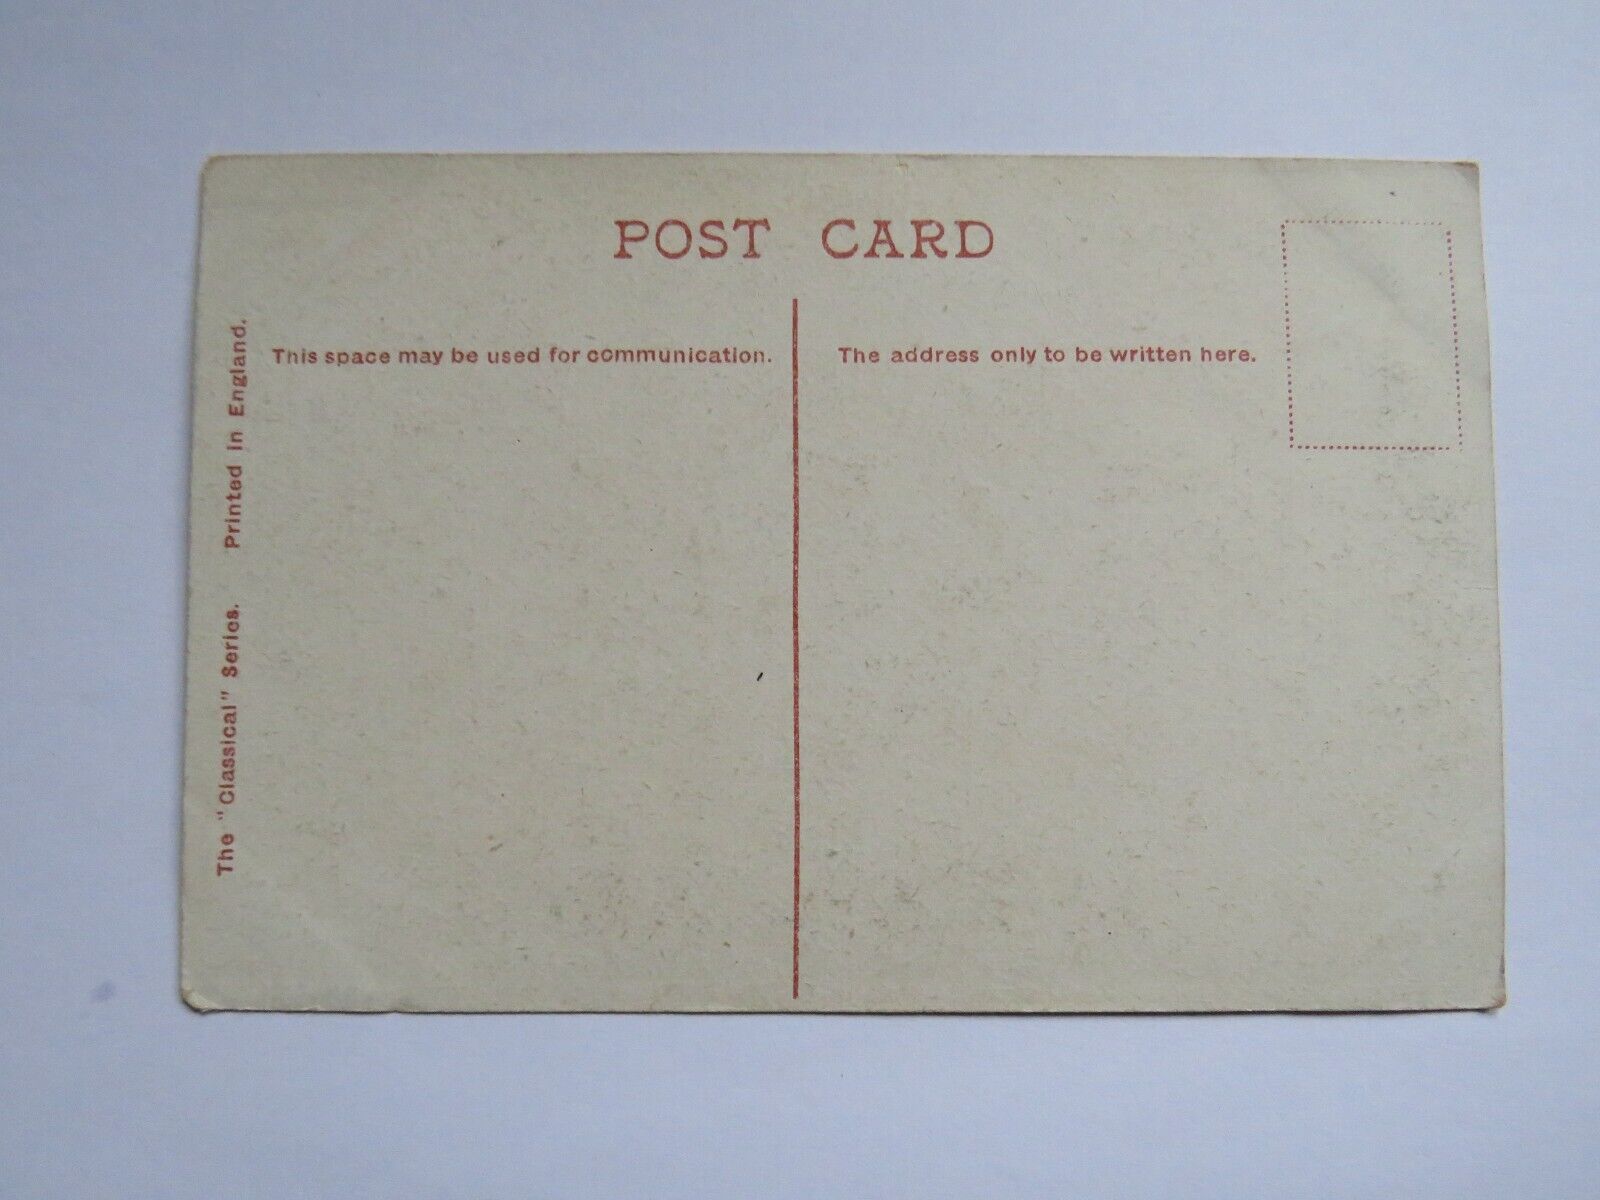 POST CARD
This space may be used for communication.
The address only to be written here.
The "Classical" Series. Printed in England.